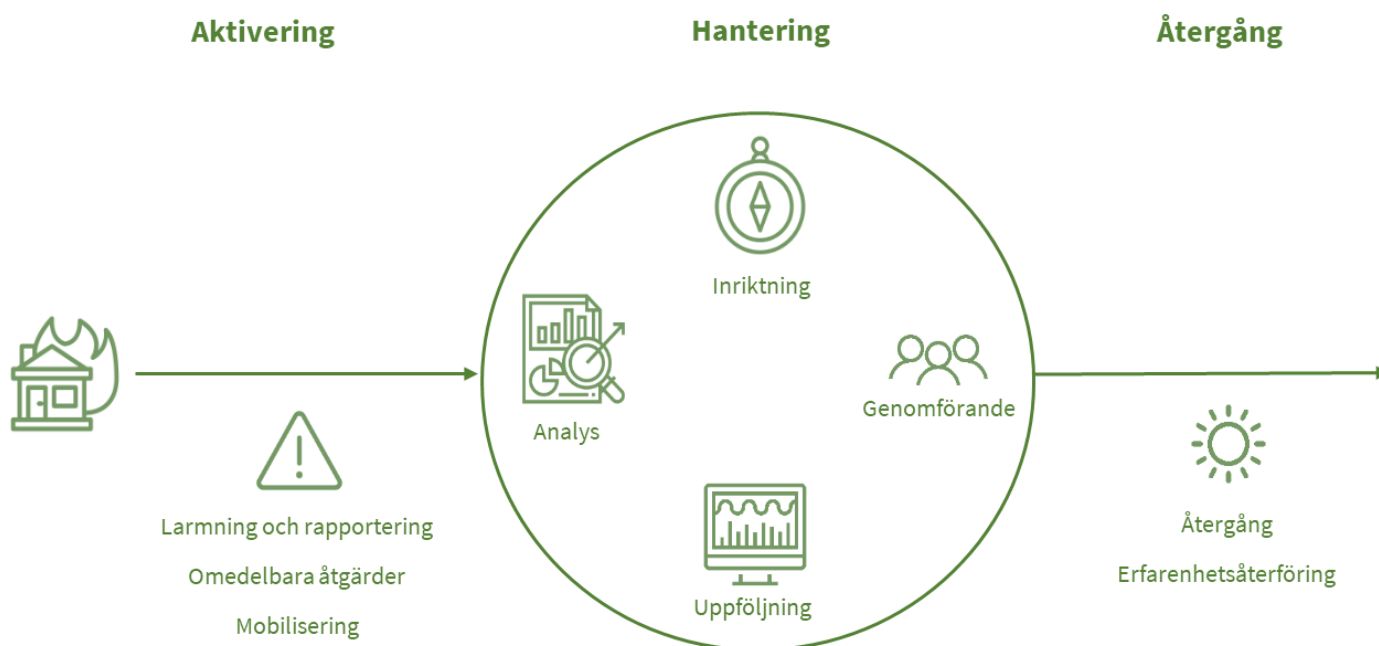 Aktivering
Hantering
Återgång
Inriktning
Analys
Genomförande
Uppföljning
Larmning och rapportering
Omedelbara åtgärder
Mobilisering
Återgång
Erfarenhetsåterföring